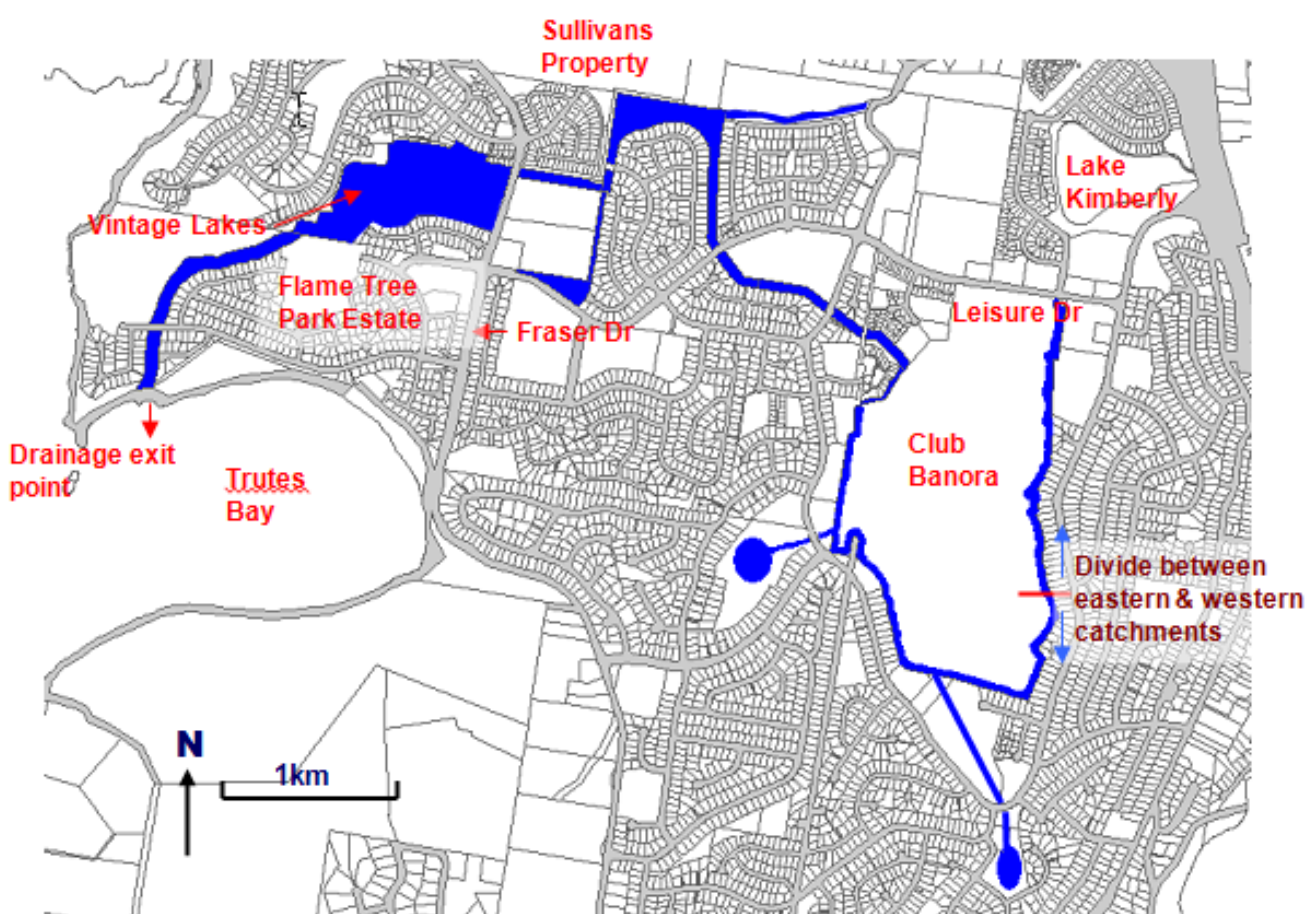 Sullivans
Property
Lake
Kimberly
Vintage Lakes
Flame Tree
Park Estate
Fraser Dr
Leisure Dr
Drainage exit
point
Trutes
Bay
Club
Banora
Divide between
eastern & western
catchments
N
1km